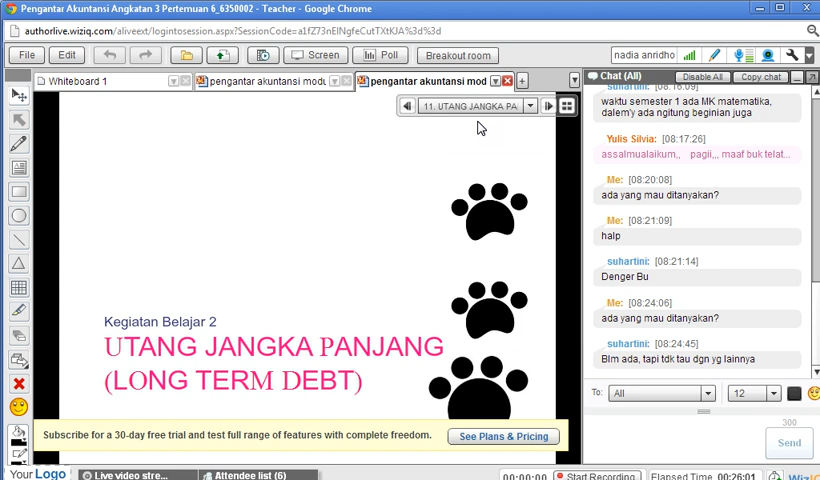 Pengantar Akuntansi Angkatan 3 Pertemuan 6_6350002 - Teacher - Google Chrome
authorlive.wiziq.com/aliveext/logintosession.aspx?SessionCode=a1fZ73nElNgfeCutTXtKJA%3d%3d
File Edit Screen Poll Breakout room nadia anridho
Whiteboard 1 pengantar akuntansi modu pengantar akuntansi mod
Chat (All) Disable All Copy chat
11. UTANG JANGKA PA
suhartini: [08:16:09]
waktu semester 1 ada MK matematika,
dalem'y ada ngitung beginian juga
Yulis Silvia: [08:17:26]
assalmualaikum,, pagii,,, maaf buk telat...
Me: [08:20:08]
ada yang mau ditanyakan?
Me: [08:21:09]
halp
suhartini: [08:21:14]
Denger Bu
Me: [08:24:06]
ada yang mau ditanyakan?
suhartini: [08:24:45]
Blm ada, tapi tdk tau dgn yg lainnya
Kegiatan Belajar 2
UTANG JANGKA PANJANG
(LONG TERM DEBT)
To: All 12
300
Send
Subscribe for a 30-day free trial and test full range of features with complete freedom. See Plans & Pricing
Your Logo Live video stre... Attendee list (6) 00:00:00 Start Recording Elapsed Time: 00:26:01 WizIQ